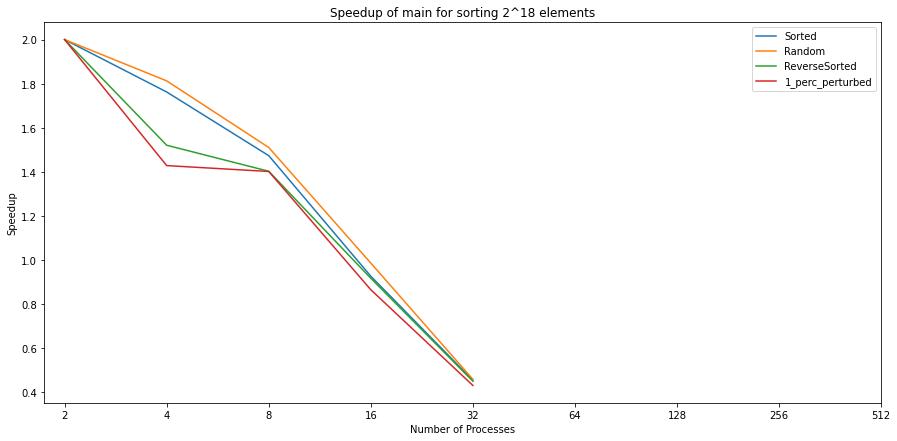 Speedup of main for sorting 2^18 elements
Sorted
Random
ReverseSorted
1_perc_perturbed
2.0
1.8
1.6
1.4
1.2
1.0
0.8
0.6
0.4
Speedup
2 4 8 16 32 64 128 256 512
Number of Processes